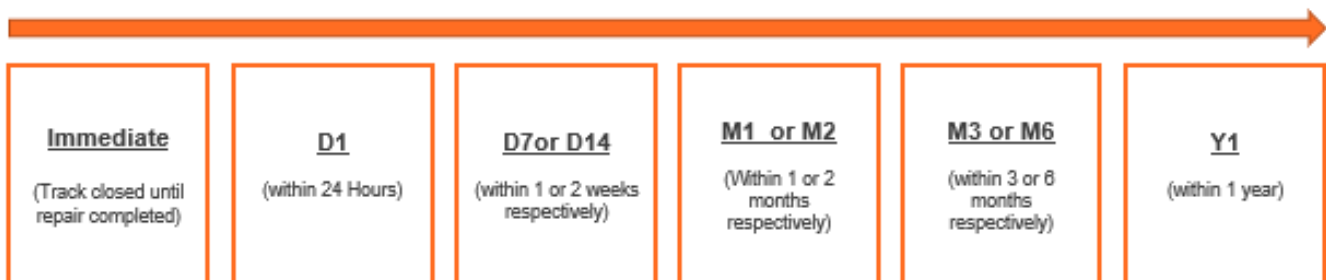 Immediate
(Track closed until
repair completed)
D1
(within 24 Hours)
D7or D14
(within 1 or 2 weeks
respectively)
M1 or M2
(Within 1 or 2
months
respectively)
M3 or M6
(within 3 or 6
months
respectively)
Y1
(within 1 year)